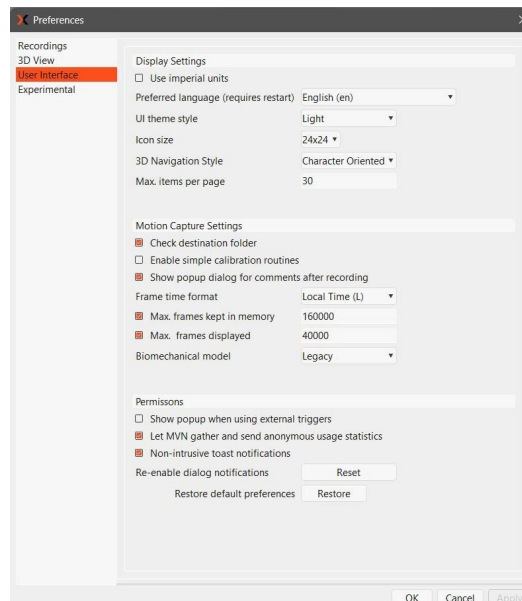 Preferences
Recordings
3D View
User Interface
Experimental
Display Settings
Use imperial units
Preferred language (requires restart) English (en)
UI theme style Light
Icon size 24x24
3D Navigation Style Character Oriented
Max. items per page 30
Motion Capture Settings
Check destination folder
Enable simple calibration routines
Show popup dialog for comments after recording
Frame time format Local Time (L)
Max. frames kept in memory 160000
Max. frames displayed 40000
Biomechanical model Legacy
Permissons
Show popup when using external triggers
Let MVN gather and send anonymous usage statistics
Non-intrusive toast notifications
Re-enable dialog notifications Reset
Restore default preferences Restore
OK Cancel Apply